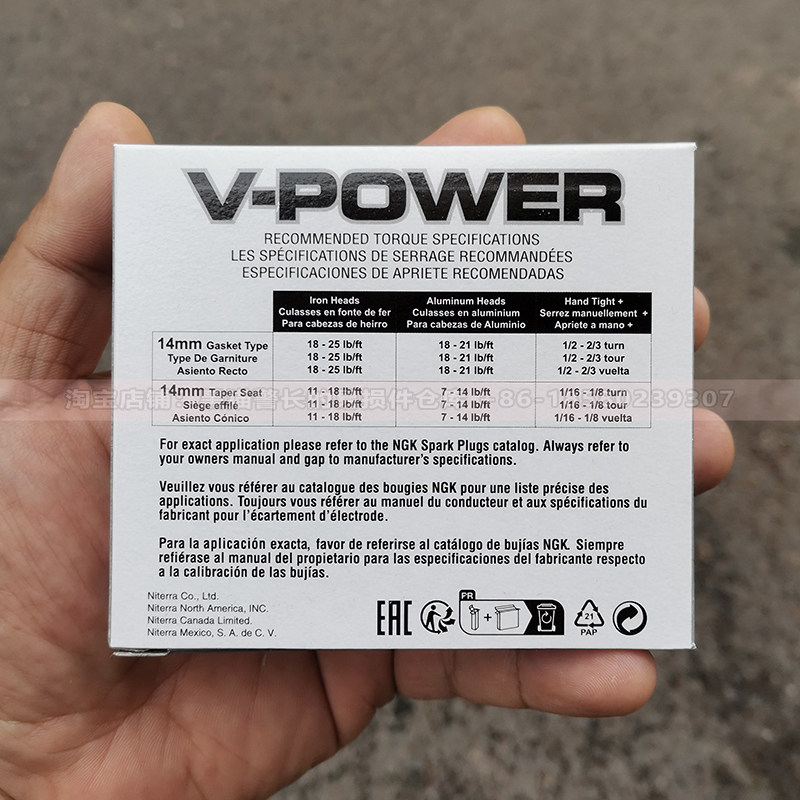 V-POWER
RECOMMENDED TORQUE SPECIFICATIONS
LES SPÉCIFICATIONS DE SERRAGE RECOMMANDÉES
ESPECIFICACIONES DE APRIETE RECOMENDADAS
Iron Heads Aluminum Heads Hand Tight +
Culasses en fonte de fer Culasses en aluminium Serrez manuellement +
Para cabezas de heirro Para cabezas de Aluminio Apriete a mano +
14mm Gasket Type 18 - 25 lb/ft 18 - 21 lb/ft 1/2 - 2/3 turn
Type De Garniture 18 - 25 lb/ft 18 - 21 lb/ft 1/2 - 2/3 tour
Asiento Recto 18 - 25 lb/ft 18 - 21 lb/ft 1/2 - 2/3 vuelta
14mm Taper Seat 11 - 18 lb/ft 7 - 14 lb/ft 1/16 - 1/8 turn
Siége effilé 11 - 18 lb/ft 7 - 14 lb/ft 1/16 - 1/8 tour
Asiento Cónico 11 - 18 lb/ft 7 - 14 lb/ft 1/16 - 1/8 vuelta
淘宝店铺
For exact application please refer to the NGK Spark Plugs catalog. Always refer to
your owners manual and gap to manufacturer's specifications.
Veuillez vous référer au catalogue des bougies NGK pour une liste précise des
applications. Toujours vous référer au manuel du conducteur et aux spécifications du
fabricant pour l'écartement d'électrode.
Para la aplicación exacta, favor de referirse al catálogo de bujías NGK. Siempre
refiérase al manual del propietario para las especificaciones del fabricante respecto
a la calibración de las bujías.
Niterra Co., Ltd.
Niterra North America, INC.
Niterra Canada Limited.
Niterra Mexico, S. A. de C. V.
EAC
FR
+
21
PAP